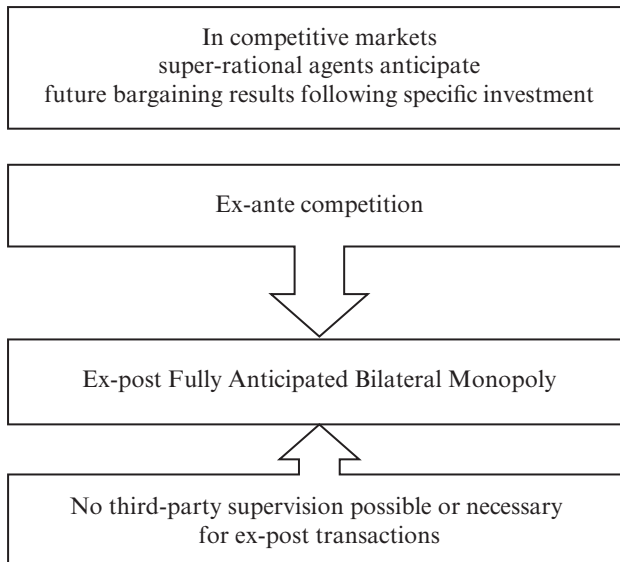 In competitive markets
super-rational agents anticipate
future bargaining results following specific investment
Ex-ante competition
Ex-post Fully Anticipated Bilateral Monopoly
No third-party supervision possible or necessary
for ex-post transactions